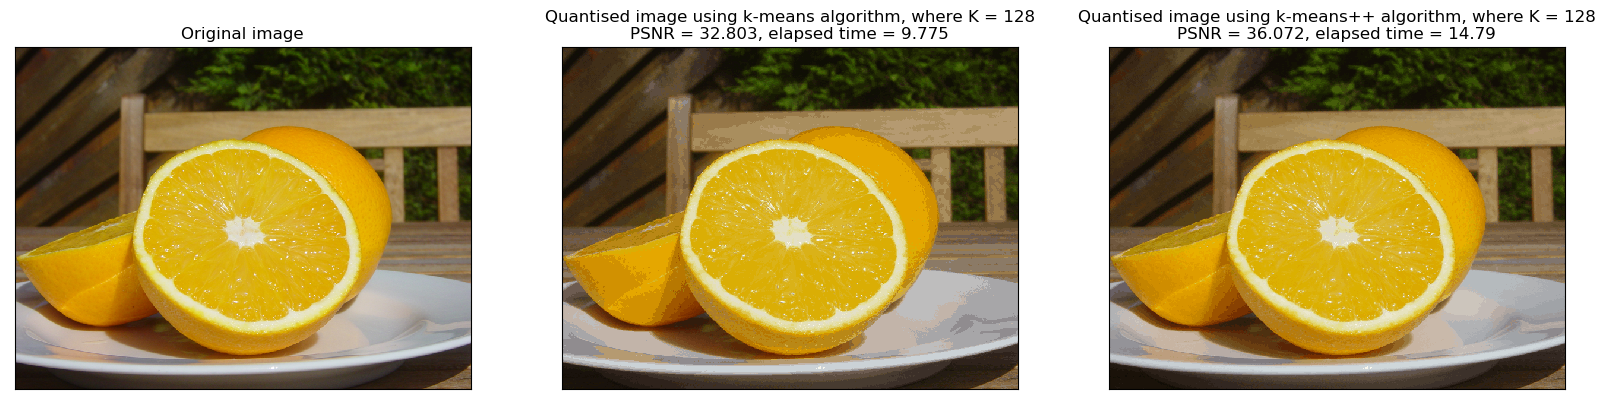 Original image
Quantised image using k-means algorithm, where K = 128
PSNR = 32.803, elapsed time = 9.775
Quantised image using k-means++ algorithm, where K = 128
PSNR = 36.072, elapsed time = 14.79